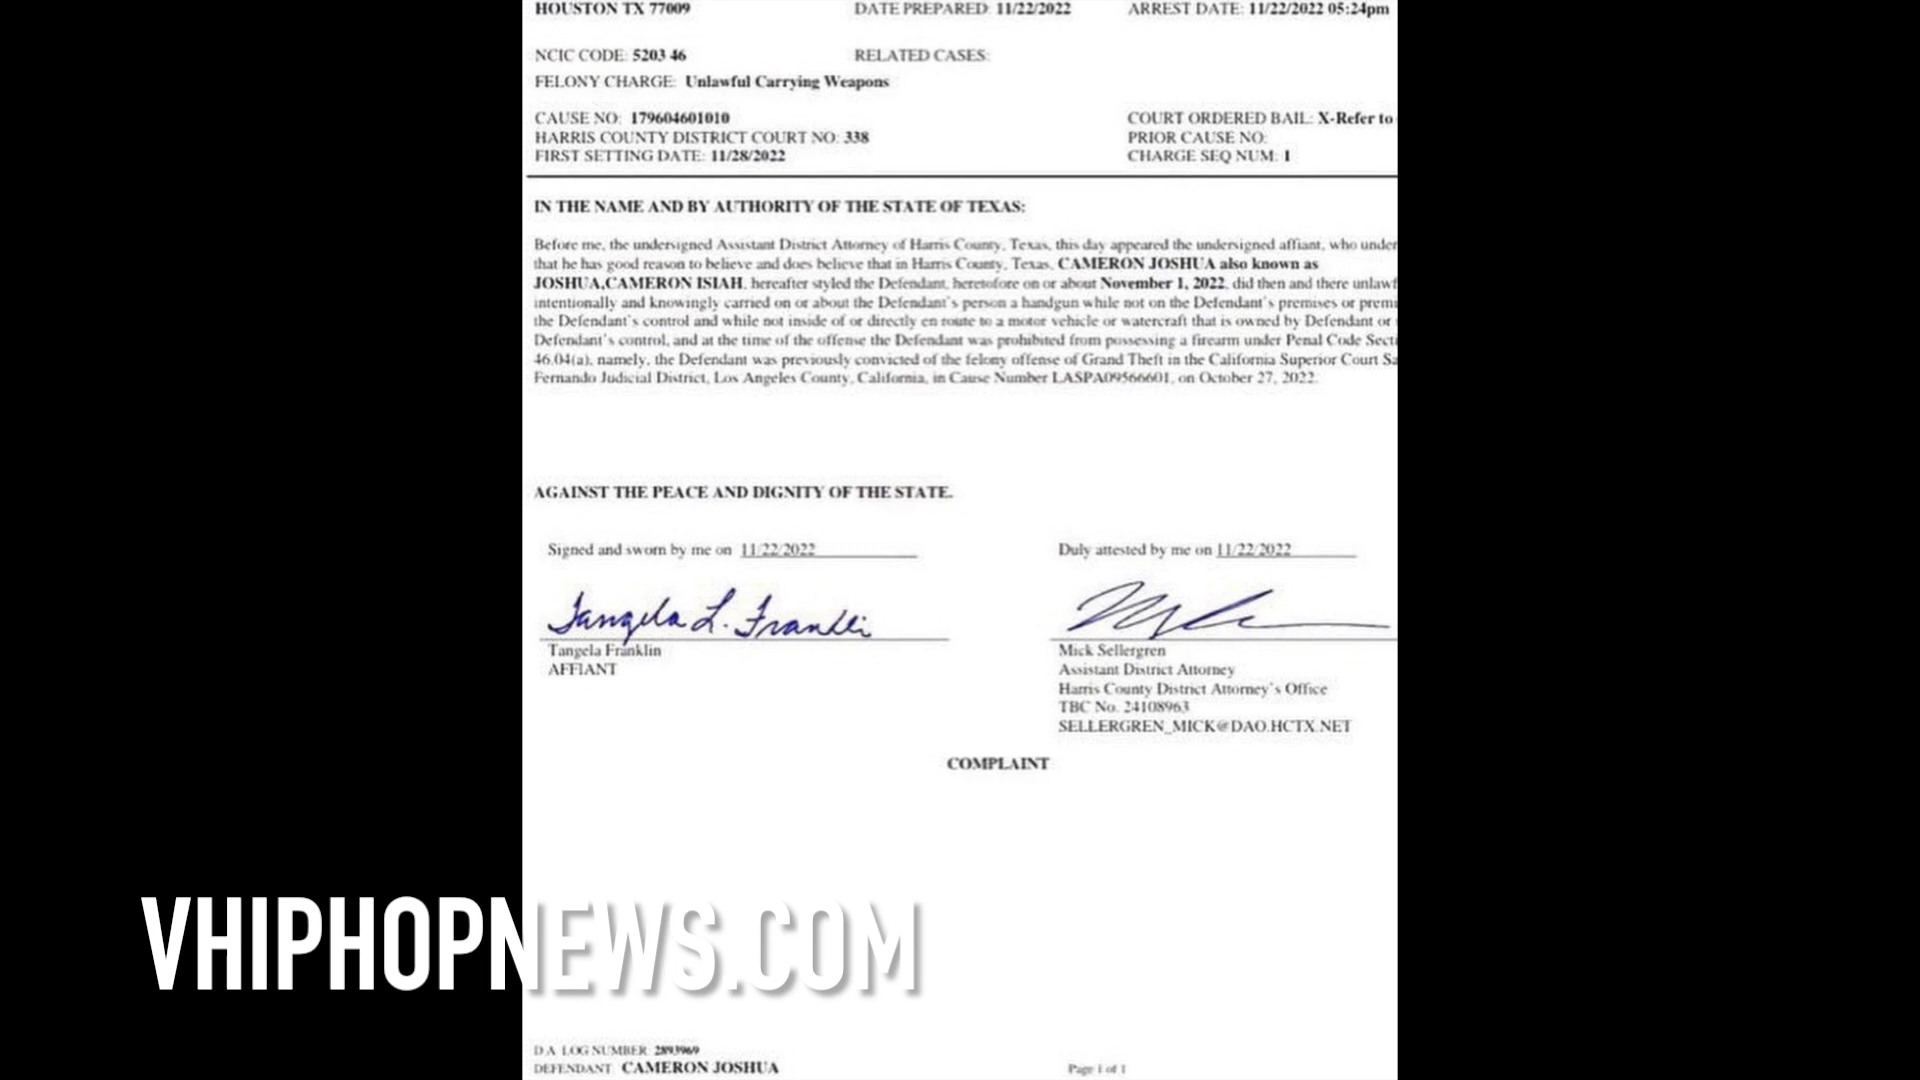 HOUSTON TX 77009 DATE PREPARED: 11/22/2022 ARREST DATE: 11/22/2022 05:24pm
NCIC CODE: 5203 46 RELATED CASES:
FELONY CHARGE: Unlawful Carrying Weapons
CAUSE NO: 179604601010 COURT ORDERED BAIL: X-Refer to
HARRIS COUNTY DISTRICT COURT NO: 338 PRIOR CAUSE NO:
FIRST SETTING DATE: 11/28/2022 CHARGE SEQ NUM: 1
IN THE NAME AND BY AUTHORITY OF THE STATE OF TEXAS:
Before me, the undersigned Assistant District Attorney of Harris County, Texas, this day appeared the undersigned affiant, who under
that he has good reason to believe and does believe that in Harris County, Texas, CAMERON JOSHUA also known as
JOSHUA,CAMERON ISIAH, hereafter styled the Defendant, heretofore on or about November 1, 2022, did then and there unlawf
intentionally and knowingly carried on or about the Defendant's person a handgun while not on the Defendant's premises or premi
the Defendant's control and while not inside of or directly en route to a motor vehicle or watercraft that is owned by Defendant or
Defendant's control, and at the time of the offense the Defendant was prohibited from possessing a firearm under Penal Code Secti
46.04(a), namely, the Defendant was previously convicted of the felony offense of Grand Theft in the California Superior Court Sa
Fernando Judicial District, Los Angeles County, California, in Cause Number LASPA09566601, on October 27, 2022.
AGAINST THE PEACE AND DIGNITY OF THE STATE.
Signed and sworn by me on 11/22/2022 Duly attested by me on 11/22/2022
Tangela L. Franklin
Tangela Franklin Mick Sellergren
AFFIANT Assistant District Attorney
Harris County District Attorney's Office
TBC No. 24108963
SELLERGREN_MICK@DAO.HCTX.NET
COMPLAINT
VHIPHOPNEWS.COM
D A LOG NUMBER: 2893969
DEFENDANT: CAMERON JOSHUA Page 1 of 1